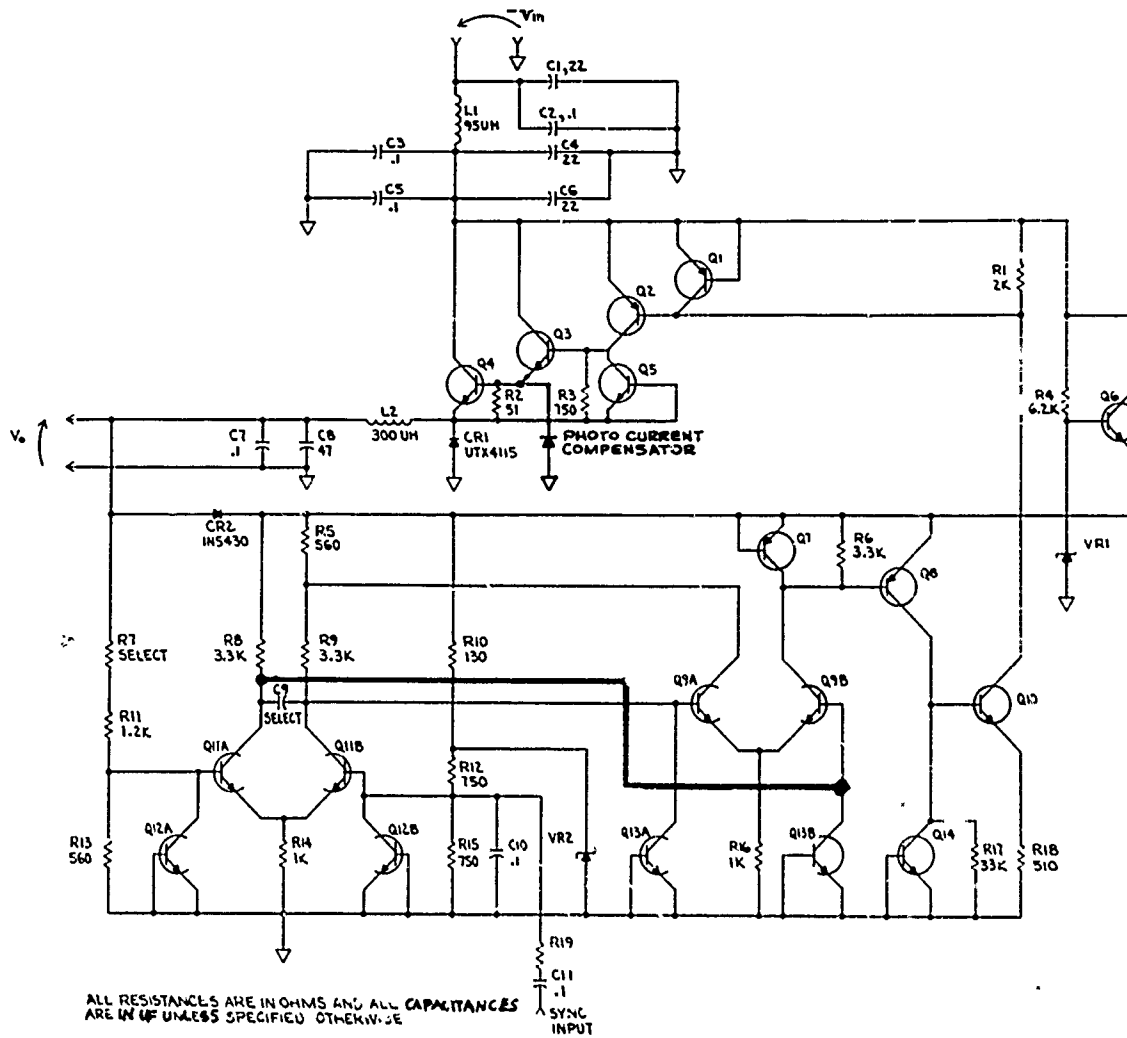 -Vin
C1,22
C2,.1
L1
95UH
C3
.1
C4
22
C5
.1
C6
22
Q1
R1
2K
Q2
Q3
Q4
Q5
R2
51
R3
750
R4
6.2K
Q6
Vo
C7
.1
C8
47
L2
300 UH
CR1
UTX4115
PHOTO CURRENT
COMPENSATOR
CR2
IN5430
R5
560
Q7
R6
3.3K
Q8
VR1
R7
SELECT
R8
3.3K
R9
3.3K
R10
130
C9
SELECT
Q9A
Q9B
Q10
R11
1.2K
Q11A
Q11B
R12
750
R13
560
Q12A
R14
1K
Q12B
R15
750
C10
.1
VR2
Q13A
R16
1K
Q13B
Q14
R17
33K
R18
510
R19
C11
.1
SYNC
INPUT
ALL RESISTANCES ARE IN OHMS AND ALL CAPACITANCES
ARE IN UF UNLESS SPECIFIED OTHERWISE